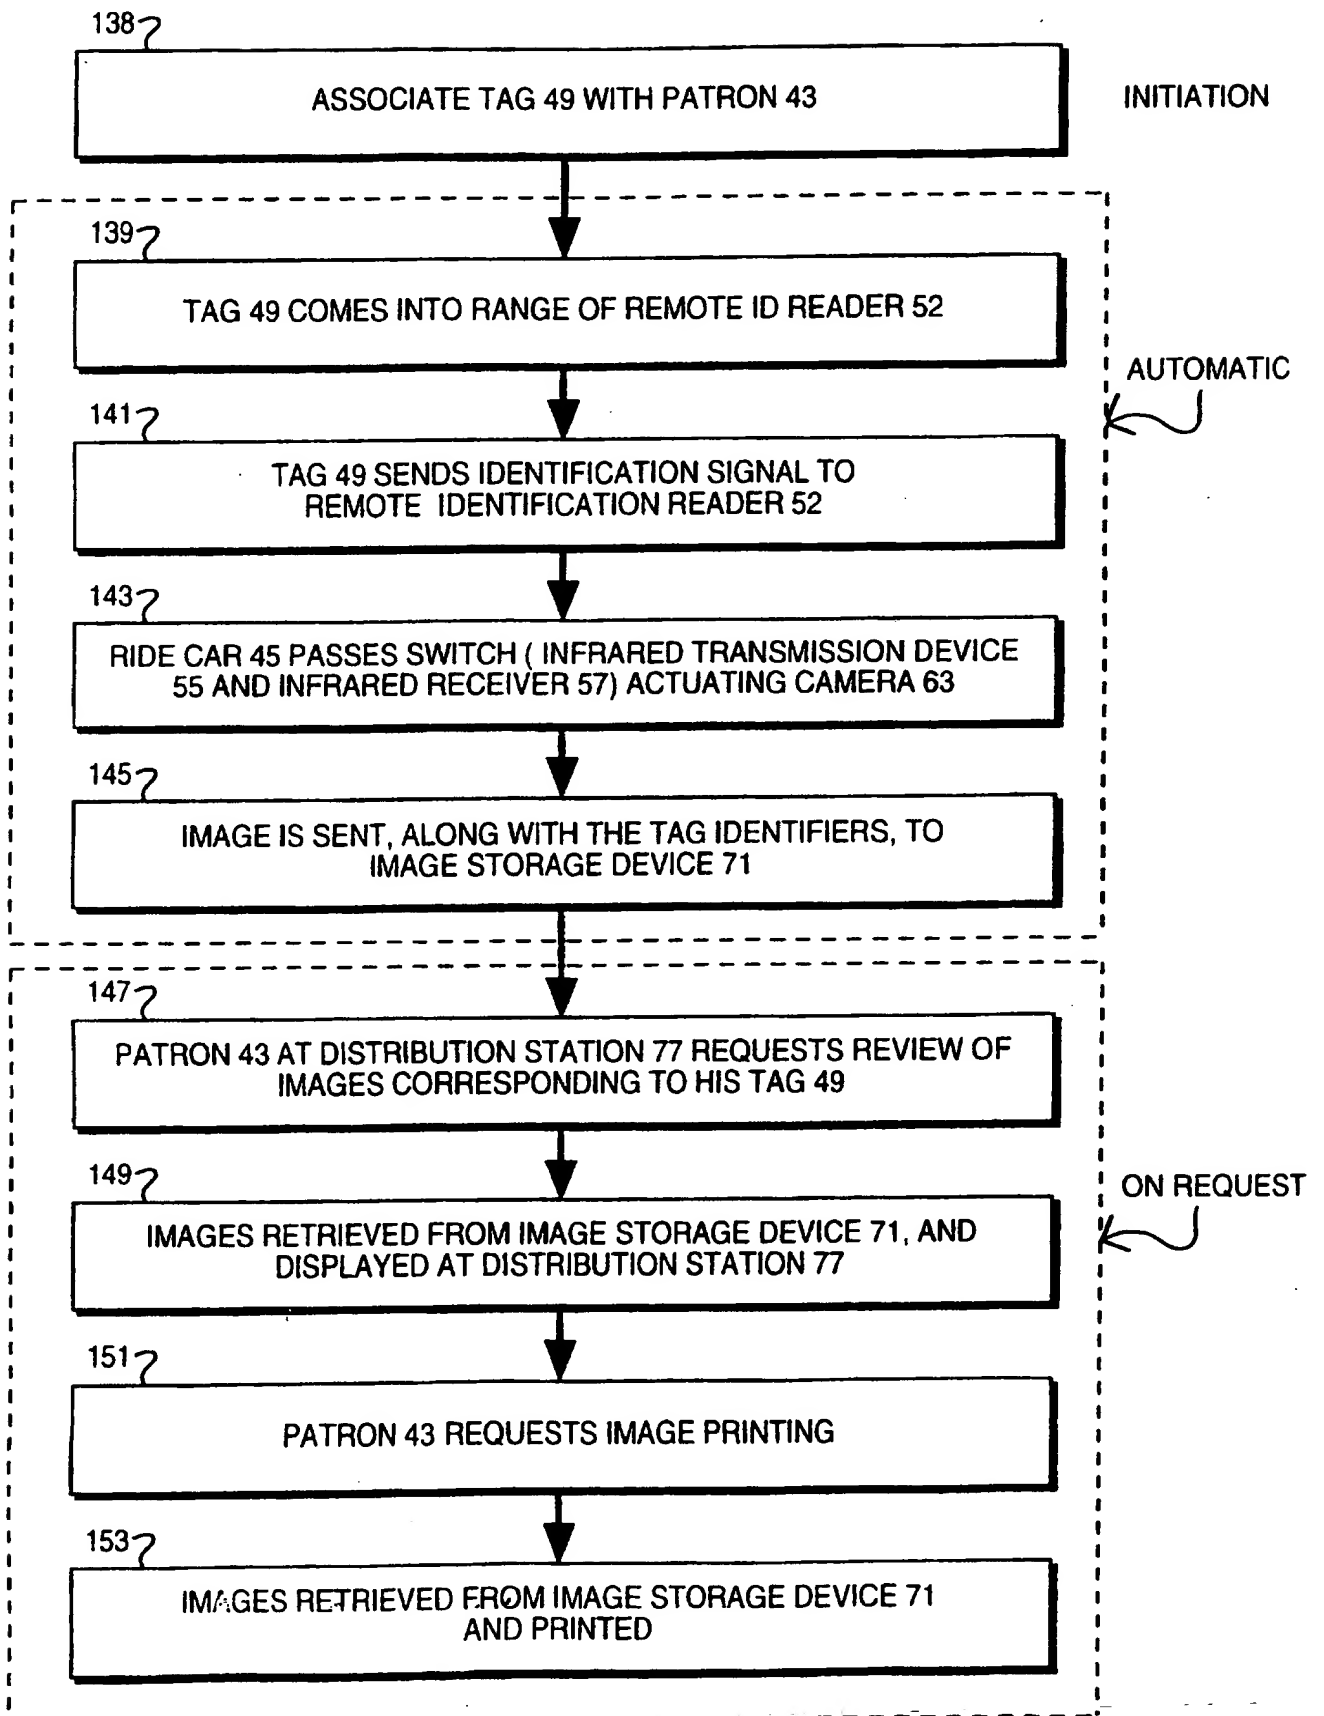 138
ASSOCIATE TAG 49 WITH PATRON 43
INITIATION
139
TAG 49 COMES INTO RANGE OF REMOTE ID READER 52
AUTOMATIC
141
TAG 49 SENDS IDENTIFICATION SIGNAL TO
REMOTE IDENTIFICATION READER 52
143
RIDE CAR 45 PASSES SWITCH ( INFRARED TRANSMISSION DEVICE
55 AND INFRARED RECEIVER 57) ACTUATING CAMERA 63
145
IMAGE IS SENT, ALONG WITH THE TAG IDENTIFIERS, TO
IMAGE STORAGE DEVICE 71
147
PATRON 43 AT DISTRIBUTION STATION 77 REQUESTS REVIEW OF
IMAGES CORRESPONDING TO HIS TAG 49
149
ON REQUEST
IMAGES RETRIEVED FROM IMAGE STORAGE DEVICE 71, AND
DISPLAYED AT DISTRIBUTION STATION 77
151
PATRON 43 REQUESTS IMAGE PRINTING
153
IMAGES RETRIEVED FROM IMAGE STORAGE DEVICE 71
AND PRINTED